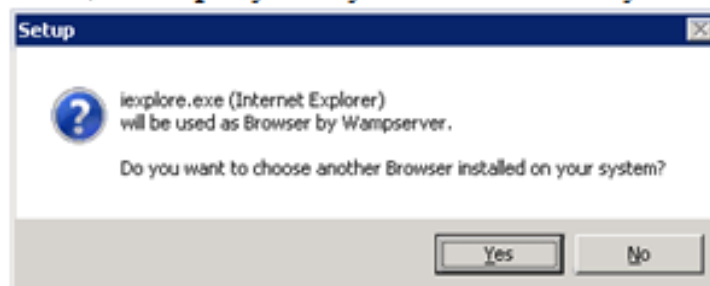 Setup
iexplore.exe (Internet Explorer)
will be used as Browser by Wampserver.
Do you want to choose another Browser installed on your system?
Yes
No